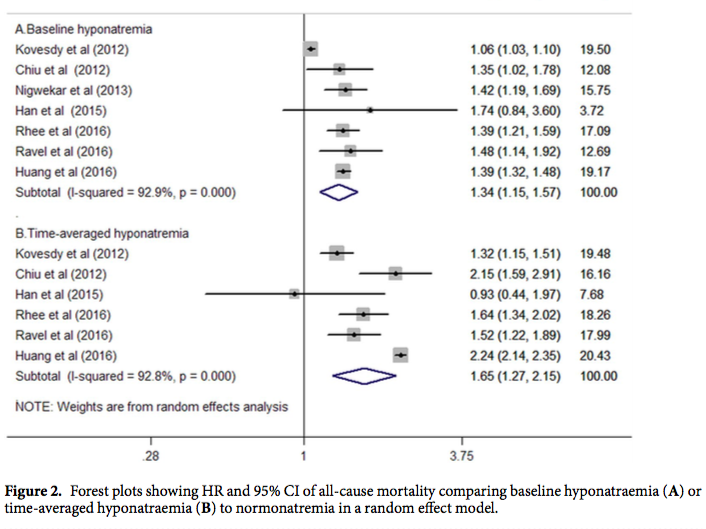 A.Baseline hyponatremia
Kovesdy et al (2012) 1.06 (1.03, 1.10) 19.50
Chiu et al (2012) 1.35 (1.02, 1.78) 12.08
Nigwekar et al (2013) 1.42 (1.19, 1.69) 15.75
Han et al (2015) 1.74 (0.84, 3.60) 3.72
Rhee et al (2016) 1.39 (1.21, 1.59) 17.09
Ravel et al (2016) 1.48 (1.14, 1.92) 12.69
Huang et al (2016) 1.39 (1.32, 1.48) 19.17
Subtotal (I-squared = 92.9%, p = 0.000) 1.34 (1.15, 1.57) 100.00
.
B.Time-averaged hyponatremia
Kovesdy et al (2012) 1.32 (1.15, 1.51) 19.48
Chiu et al (2012) 2.15 (1.59, 2.91) 16.16
Han et al (2015) 0.93 (0.44, 1.97) 7.68
Rhee et al (2016) 1.64 (1.34, 2.02) 18.26
Ravel et al (2016) 1.52 (1.22, 1.89) 17.99
Huang et al (2016) 2.24 (2.14, 2.35) 20.43
Subtotal (I-squared = 92.8%, p = 0.000) 1.65 (1.27, 2.15) 100.00
NOTE: Weights are from random effects analysis
.28 1 3.75
Figure 2. Forest plots showing HR and 95% CI of all-cause mortality comparing baseline hyponatraemia (A) or
time-averaged hyponatraemia (B) to normonatremia in a random effect model.